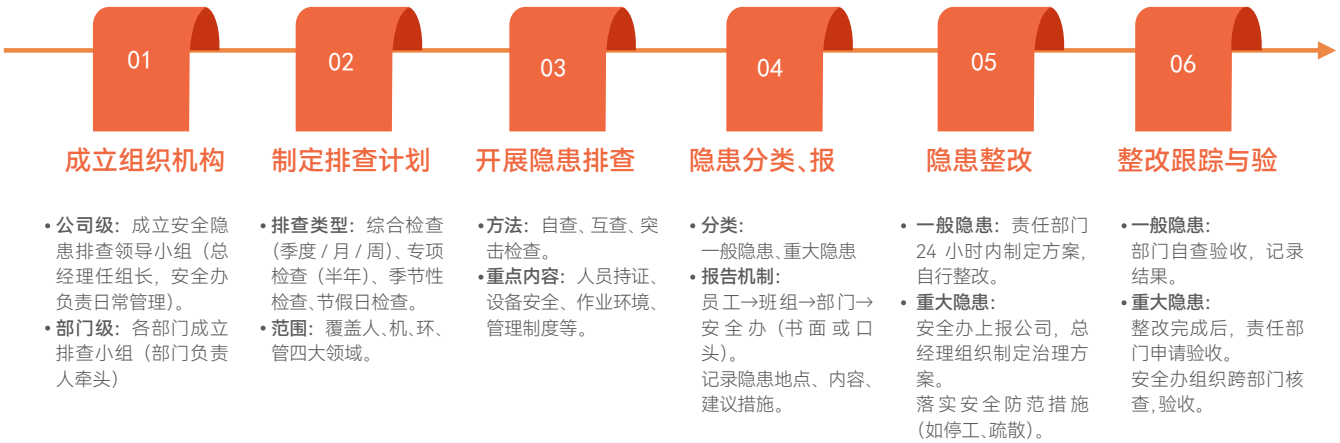 01
成立组织机构
•公司级：成立安全隐
患排查领导小组（总
经理任组长，安全办
负责日常管理）。
•部门级：各部门成立
排查小组（部门负责
人牵头）
02
制定排查计划
•排查类型：综合检查
（季度 / 月 / 周）、专项
检查（半年）、季节性
检查、节假日检查。
•范围：覆盖人、机、环、
管四大领域。
03
开展隐患排查
•方法：自查、互查、突
击检查。
•重点内容：人员持证、
设备安全、作业环境、
管理制度等。
04
隐患分类、报
•分类：
一般隐患、重大隐患
•报告机制：
员工→班组→部门→
安全办（书面或口
头）。
记录隐患地点、内容、
建议措施。
05
隐患整改
•一般隐患：责任部门
24 小时内制定方案，
自行整改。
•重大隐患：
安全办上报公司，总
经理组织制定治理方
案。
落实安全防范措施
（如停工、疏散）。
06
整改跟踪与验
•一般隐患：
部门自查验收，记录
结果。
•重大隐患：
整改完成后，责任部
门申请验收。
安全办组织跨部门核
查，验收。